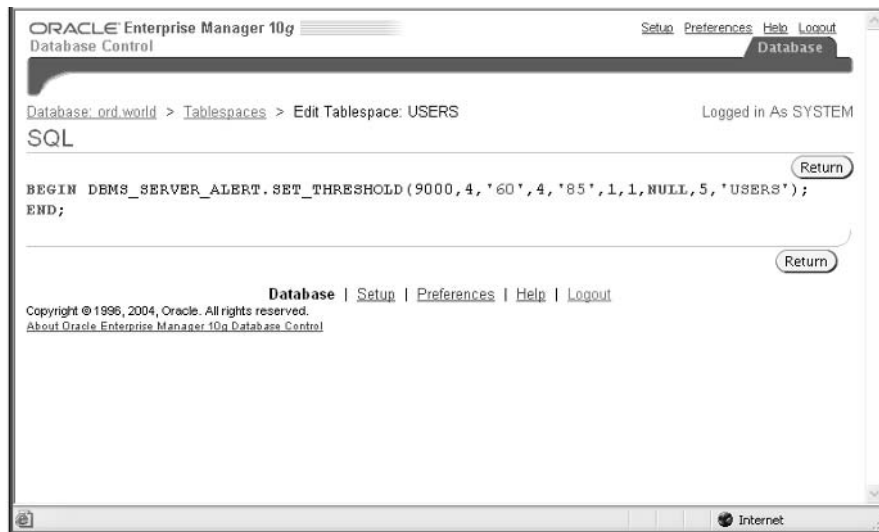 ORACLE Enterprise Manager 10g
Database Control
Setup Preferences Help Logout
Database
Database: ord.world > Tablespaces > Edit Tablespace: USERS
Logged in As SYSTEM
SQL
Return
BEGIN DBMS_SERVER_ALERT.SET_THRESHOLD(9000,4,'60',4,'85',1,1,NULL,5,'USERS');
END;
Return
Database | Setup | Preferences | Help | Logout
Copyright © 1996, 2004, Oracle. All rights reserved.
About Oracle Enterprise Manager 10g Database Control
Internet